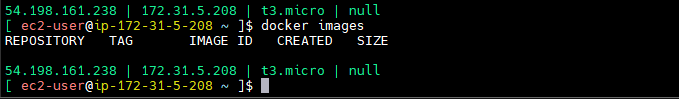 54.198.161.238 | 172.31.5.208 | t3.micro | null
[ ec2-user@ip-172-31-5-208 ~ ]$ docker images
REPOSITORY   TAG       IMAGE ID   CREATED   SIZE
54.198.161.238 | 172.31.5.208 | t3.micro | null
[ ec2-user@ip-172-31-5-208 ~ ]$